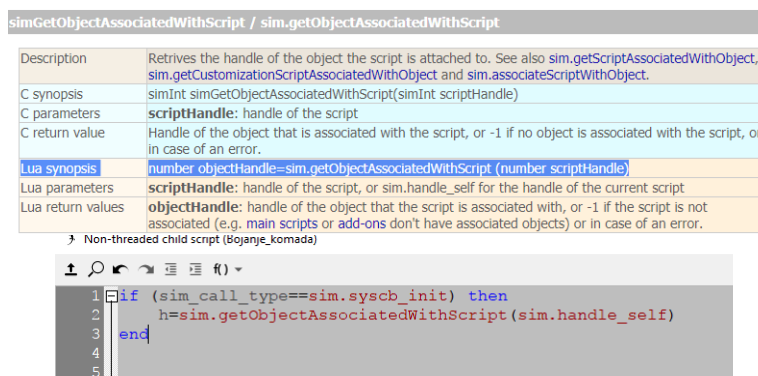 simGetObjectAssociatedWithScript / sim.getObjectAssociatedWithScript
Description Retrives the handle of the object the script is attached to. See also sim.getScriptAssociatedWithObject,
sim.getCustomizationScriptAssociatedWithObject and sim.associateScriptWithObject.
C synopsis simInt simGetObjectAssociatedWithScript(simInt scriptHandle)
C parameters scriptHandle: handle of the script
C return value Handle of the object that is associated with the script, or -1 if no object is associated with the script, or
in case of an error.
Lua synopsis number objectHandle=sim.getObjectAssociatedWithScript (number scriptHandle)
Lua parameters scriptHandle: handle of the script, or sim.handle_self for the handle of the current script
Lua return values objectHandle: handle of the object that the script is associated with, or -1 if the script is not
associated (e.g. main scripts or add-ons don't have associated objects) or in case of an error.
Non-threaded child script (Bojanje_komada)
f()
1 if (sim_call_type==sim.syscb_init) then
2 h=sim.getObjectAssociatedWithScript(sim.handle_self)
3 end
4
5